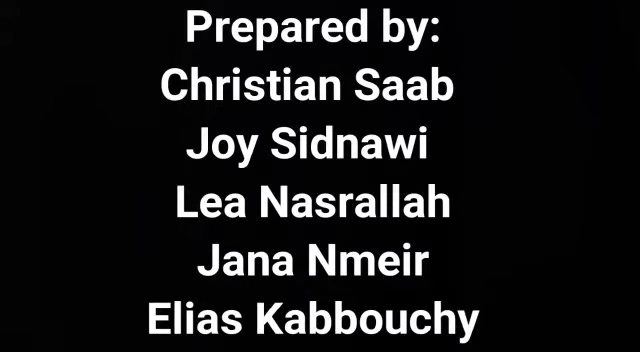 Prepared by:
Christian Saab
Joy Sidnawi
Lea Nasrallah
Jana Nmeir
Elias Kabbouchy